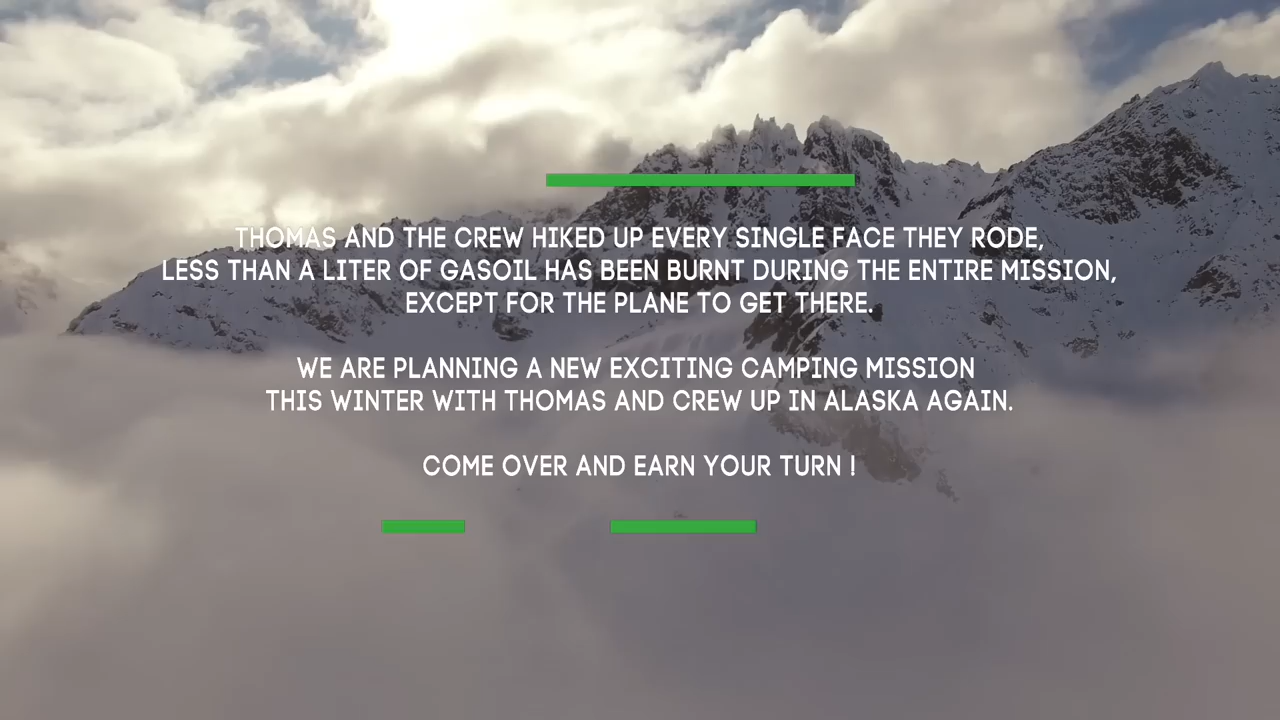 THOMAS AND THE CREW HIKED UP EVERY SINGLE FACE THEY RODE,
LESS THAN A LITER OF GASOIL HAS BEEN BURNT DURING THE ENTIRE MISSION,
EXCEPT FOR THE PLANE TO GET THERE.
WE ARE PLANNING A NEW EXCITING CAMPING MISSION
THIS WINTER WITH THOMAS AND CREW UP IN ALASKA AGAIN.
COME OVER AND EARN YOUR TURN !